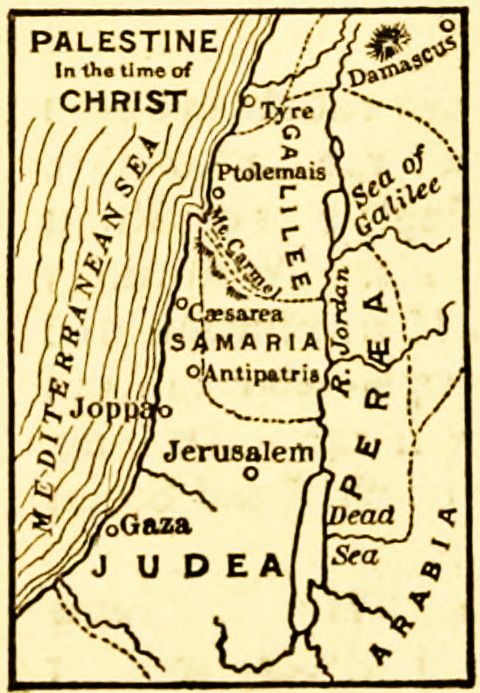 PALESTINE
In the time of
CHRIST
Damascus
Tyre
GALILEE
Ptolemais
Sea of
Galilee
MEDITERRANEAN SEA
Mt. Carmel
R. Jordan
PERÆA
Cæsarea
SAMARIA
Antipatris
Joppa
Jerusalem
Dead
Sea
Gaza
JUDEA
ARABIA